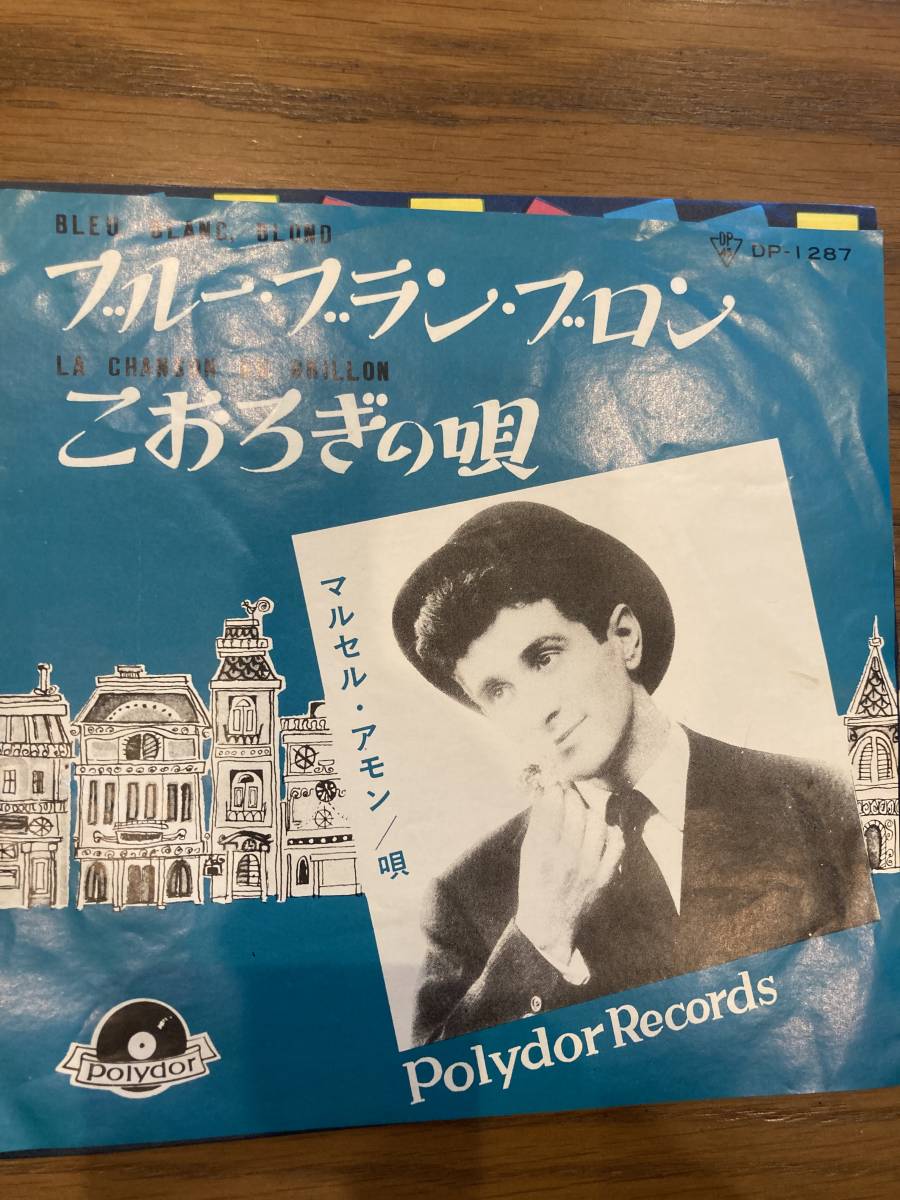 BLEU BLANC, BLOND
DP-1287
ブルー・ブラン・ブロン
LA CHANSON DU GRILLON
こおろぎの唄
マルセル・アモン/唄
Polydor Records
Polydor